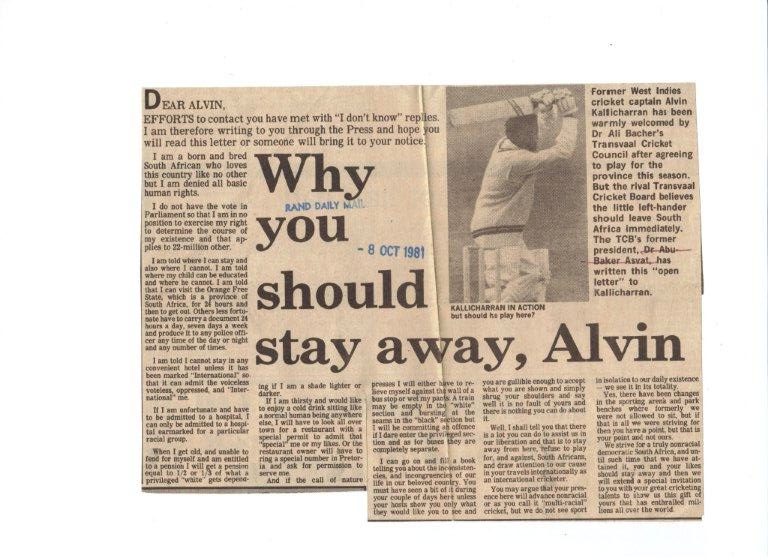 DEAR ALVIN,
EFFORTS to contact you have met with "I don't know" replies.
I am therefore writing to you through the Press and hope you
will read this letter or someone will bring it to your notice.
I am a born and bred
South African who loves
this country like no other
but I am denied all basic
human rights.
I do not have the vote in
Parliament so that I am in no
position to exercise my right
to determine the course of
my existence and that ap-
plies to 22-million other.
I am told where I can stay and
also where I cannot. I am told
where my child can be educated
and where he cannot. I am told
that I can visit the Orange Free
State, which is a province of
South Africa, for 24 hours and
then to get out. Others less fortu-
nate have to carry a document 24
hours a day, seven days a week
and produce it to any police offi-
cer any time of the day or night
and any number of times.
I am told I cannot stay in any
convenient hotel unless it has
been marked "International" so
that it can admit the voiceless
voteless, oppressed, and "Inter-
national" me.
If I am unfortunate and have
to be admitted to a hospital, I
can only be admitted to a hospi-
tal earmarked for a particular
racial group.
When I get old, and unable to
fend for myself and am entitled
to a pension I will get a pension
equal to 1/2 or 1/3 of what a
privileged "white" gets depend-
Why
you
should
stay away, Alvin
RAND DAILY MAIL
- 8 OCT 1981
KALLICHARRAN IN ACTION
but should he play here?
Former West Indies
cricket captain Alvin
Kallicharran has been
warmly welcomed by
Dr Ali Bacher's
Transvaal Cricket
Council after agreeing
to play for the
province this season.
But the rival Transvaal
Cricket Board believes
the little left-hander
should leave South
Africa immediately.
The TCB's former
president, Dr Abu-
Baker Asvat, has
written this "open
letter" to
Kallicharran.
ing if I am a shade lighter or
darker.
If I am thirsty and would like
to enjoy a cold drink sitting like
a normal human being anywhere
else, I will have to look all over
town for a restaurant with a
special permit to admit that
"special" me or my likes. Or the
restaurant owner will have to
ring a special number in Pretor-
ia and ask for permission to
serve me.
And if the call of nature
presses I will either have to re-
lieve myself against the wall of a
bus stop or wet my pants. A train
may be empty in the "white"
section and bursting at the
seams in the "black" section but
I will be committing an offence
if I dare enter the privileged sec-
tion and as for buses they are
completely separate.
I can go on and fill a book
telling you about the inconsisten-
cies, and incongruencies of our
life in our beloved country. You
must have seen a bit of it during
your couple of days here unless
your hosts show you only what
they would like you to see and
you are gullible enough to accept
what you are shown and simply
shrug your shoulders and say
well it is no fault of yours and
there is nothing you can do about
it.
Well, I shall tell you that there
is a lot you can do to assist us in
our liberation and that is to stay
away from here, refuse to play
for, and against, South Africans,
and draw attention to our cause
in your travels internationally as
an international cricketer.
You may argue that your pres-
ence here will advance nonracial
or as you call it "multi-racial"
cricket, but we do not see sport
in isolation to our daily existence
— we see it in its totality.
Yes, there have been changes
in the sporting arena and park
benches where formerly we
were not allowed to sit, but if
that is all we were striving for
then you have a point, but that is
your point and not ours.
We strive for a truly nonracial
democratic South Africa, and un-
til such time that we have at-
tained it, you and your likes
should stay away and then we
will extend a special invitation
to you with your great cricketing
talents to show us this gift of
yours that has enthralled mil-
lions all over the world.